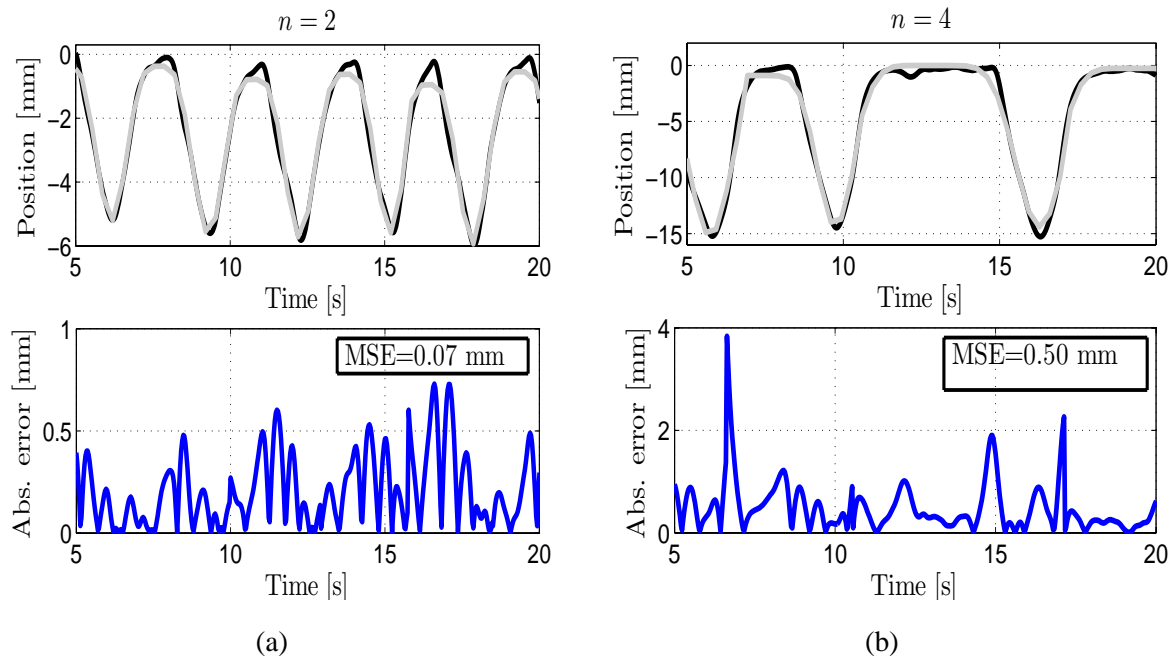 n = 2
0
−2
−4
−6
Position [mm]
5 10 15 20
Time [s]
1
0.5
0
Abs. error [mm]
MSE=0.07 mm
5 10 15 20
Time [s]
(a)
n = 4
0
−5
−10
−15
Position [mm]
5 10 15 20
Time [s]
4
2
0
Abs. error [mm]
MSE=0.50 mm
5 10 15 20
Time [s]
(b)